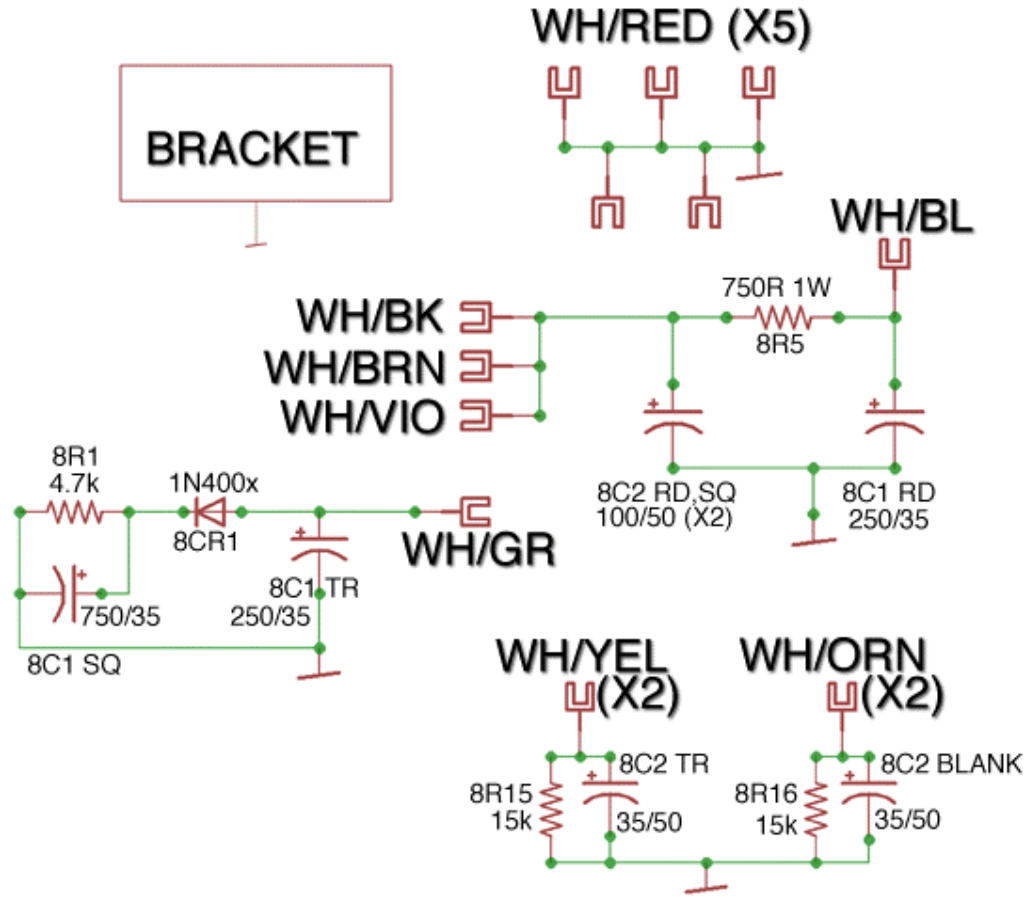 WH/RED (X5)
BRACKET
WH/BL
750R 1W
8R5
WH/BK
WH/BRN
WH/VIO
+
+
8C2 RD,SQ
100/50 (X2)
8C1 RD
250/35
8R1
4.7k
1N400x
8CR1
+
WH/GR
+
750/35
8C1 TR
250/35
8C1 SQ
WH/YEL
(X2)
WH/ORN
(X2)
8C2 TR
+
8R15
15k
35/50
8C2 BLANK
+
8R16
15k
35/50